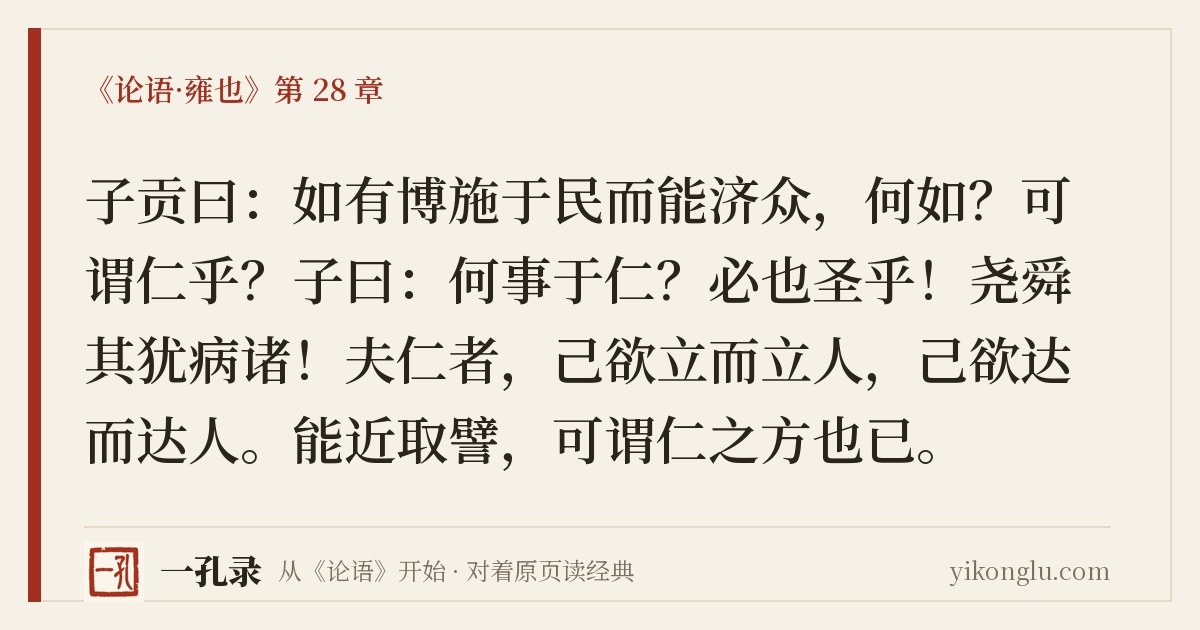 《论语·雍也》第 28 章
子贡曰：如有博施于民而能济众，何如？可
谓仁乎？子曰：何事于仁？必也圣乎！尧舜
其犹病诸！夫仁者，己欲立而立人，己欲达
而达人。能近取譬，可谓仁之方也已。
一孔
一孔录 从《论语》开始 · 对着原页读经典 yikonglu.com